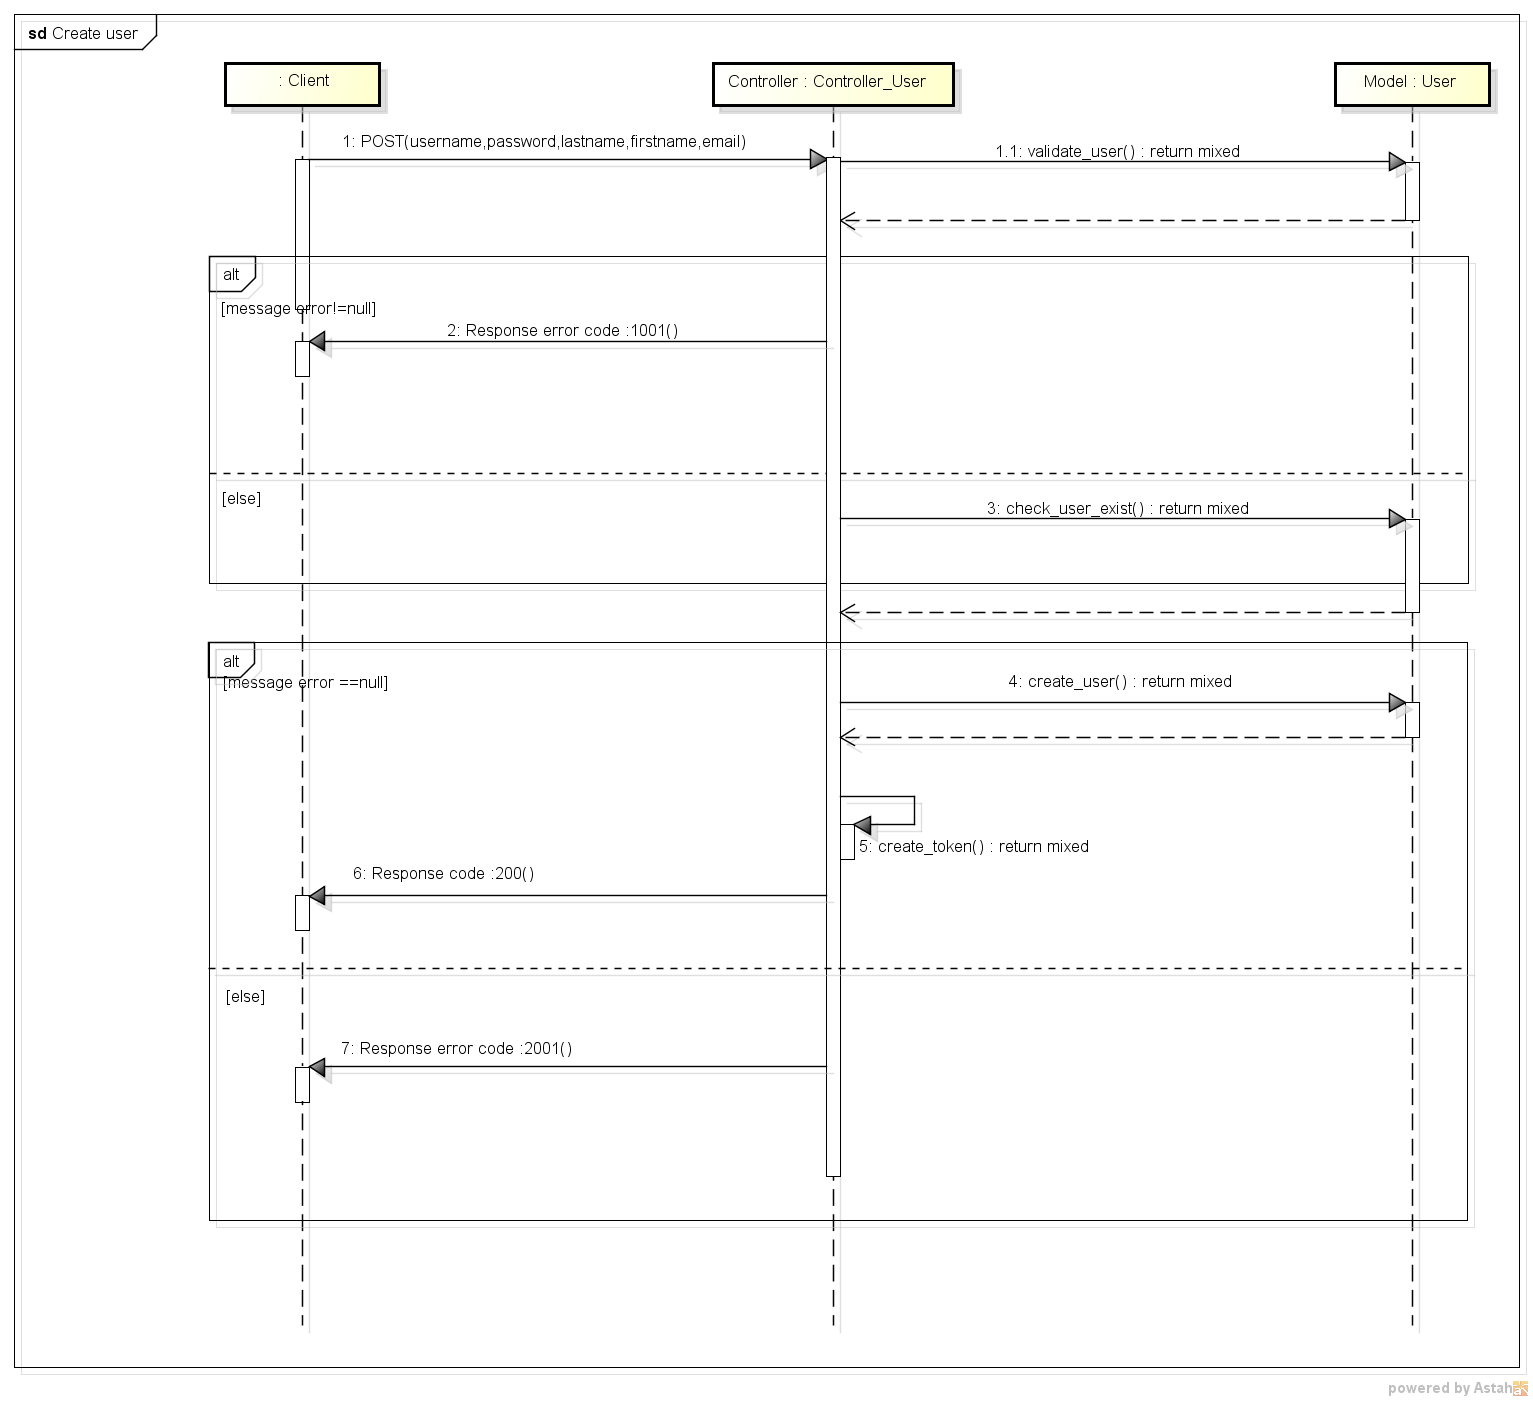 sd Create user
: Client
Controller : Controller_User
Model : User
1: POST(username,password,lastname,firstname,email)
1.1: validate_user() : return mixed
alt
[message error!=null]
2: Response error code :1001()
[else]
3: check_user_exist() : return mixed
alt
[message error ==null]
4: create_user() : return mixed
5: create_token() : return mixed
6: Response code :200()
[else]
7: Response error code :2001()
powered by Astah